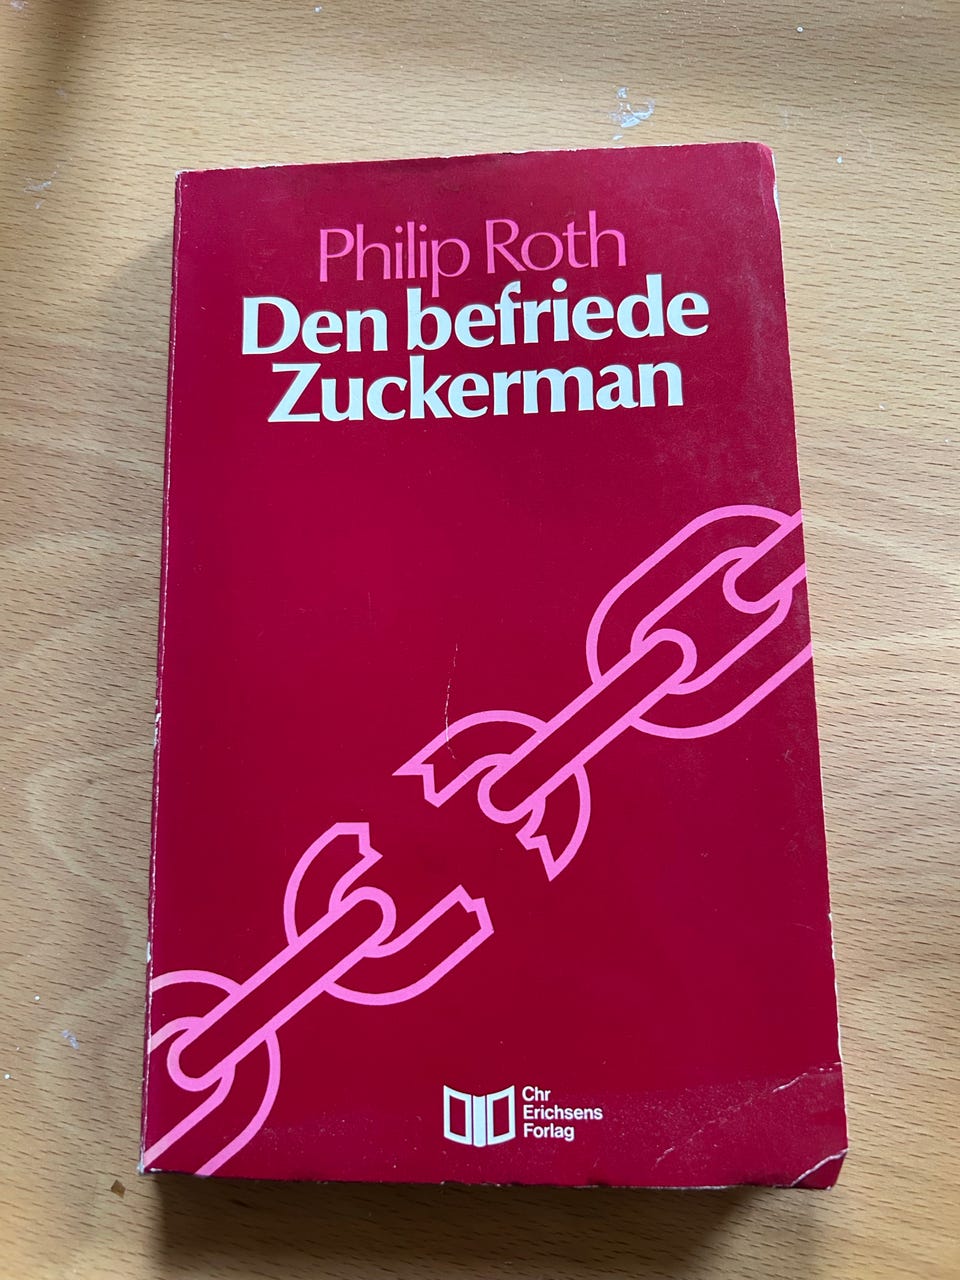 Philip Roth
Den befriede
Zuckerman
Chr
Erichsens
Forlag